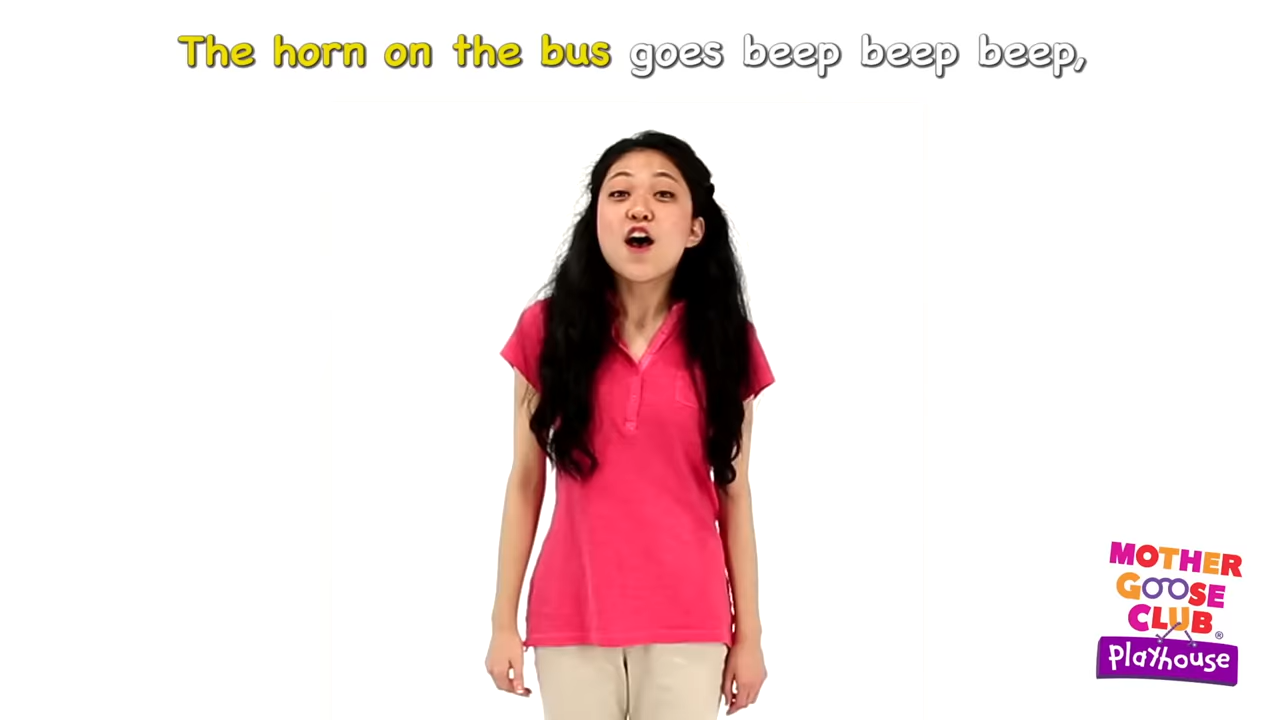 The horn on the bus goes beep beep beep,
MOTHER
GOOSE
CLUB®
Playhouse